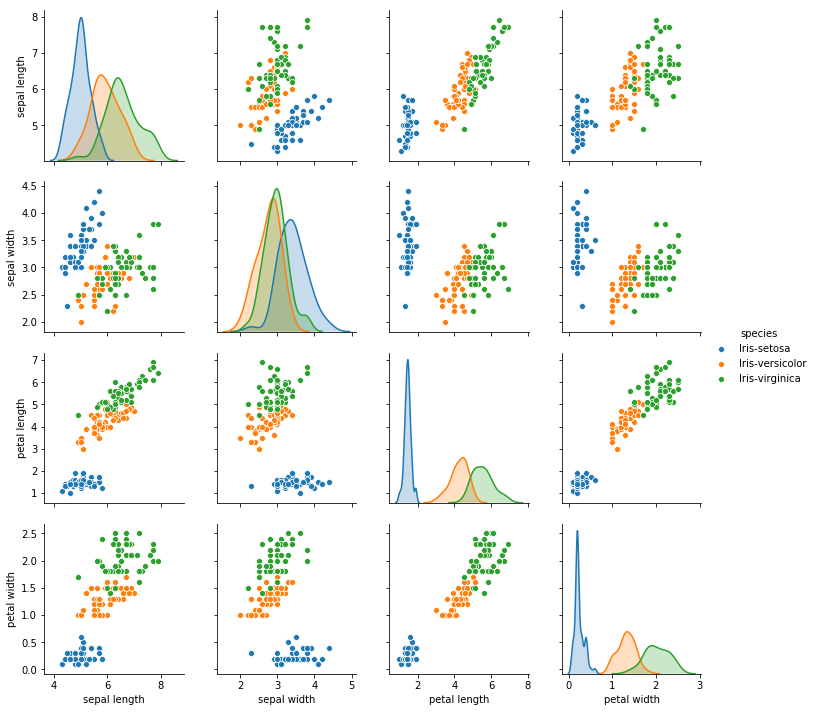 8
7
6
5
sepal length
4.5
4.0
3.5
3.0
2.5
2.0
sepal width
species
Iris-setosa
Iris-versicolor
Iris-virginica
7
6
5
4
3
2
1
petal length
2.5
2.0
1.5
1.0
0.5
0.0
petal width
4 6 8
sepal length
2 3 4 5
sepal width
2 4 6 8
petal length
0 1 2 3
petal width